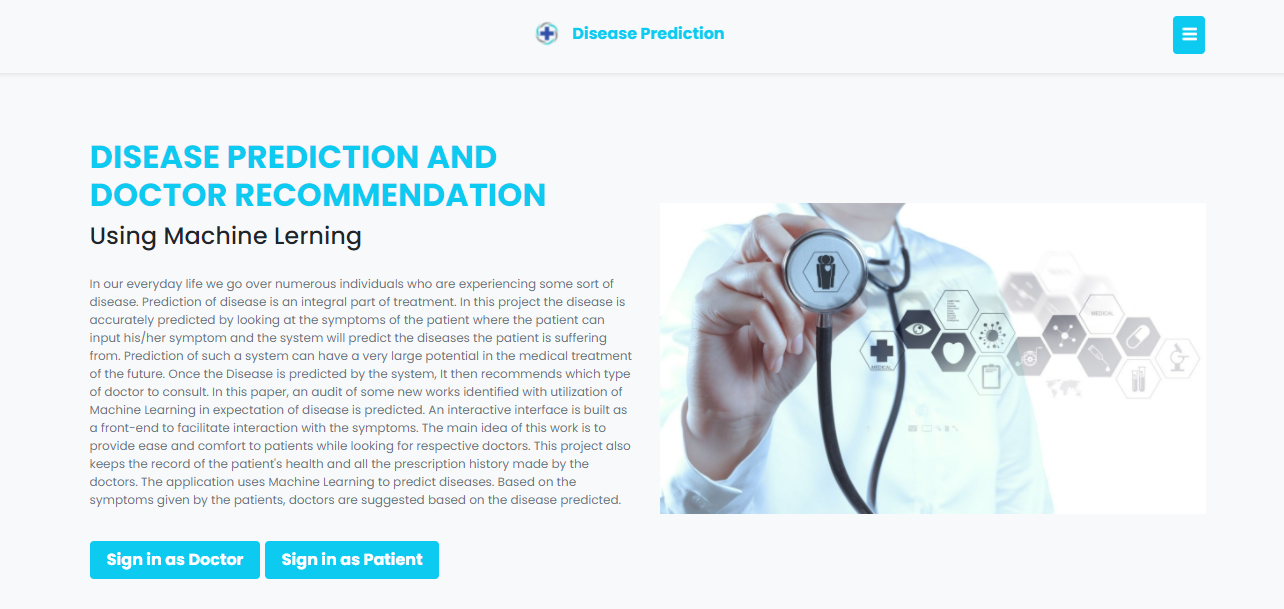 Disease Prediction
DISEASE PREDICTION AND
DOCTOR RECOMMENDATION
Using Machine Lerning
In our everyday life we go over numerous individuals who are experiencing some sort of
disease. Prediction of disease is an integral part of treatment. In this project the disease is
accurately predicted by looking at the symptoms of the patient where the patient can
input his/her symptom and the system will predict the diseases the patient is suffering
from. Prediction of such a system can have a very large potential in the medical treatment
of the future. Once the Disease is predicted by the system, It then recommends which type
of doctor to consult. In this paper, an audit of some new works identified with utilization of
Machine Learning in expectation of disease is predicted. An interactive interface is built as
a front-end to facilitate interaction with the symptoms. The main idea of this work is to
provide ease and comfort to patients while looking for respective doctors. This project also
keeps the record of the patient's health and all the prescription history made by the
doctors. The application uses Machine Learning to predict diseases. Based on the
symptoms given by the patients, doctors are suggested based on the disease predicted.
MEDICAL
MEDICAL
Sign in as Doctor Sign in as Patient